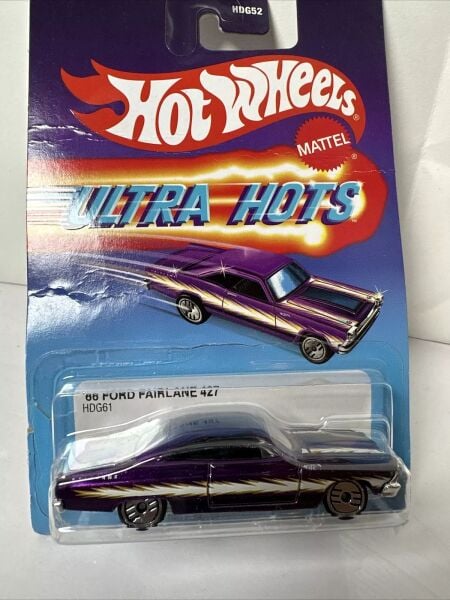 HDG52
HOT WHEELS
MATTEL
ULTRA HOTS
'66 FORD FAIRLANE 427
HDG61